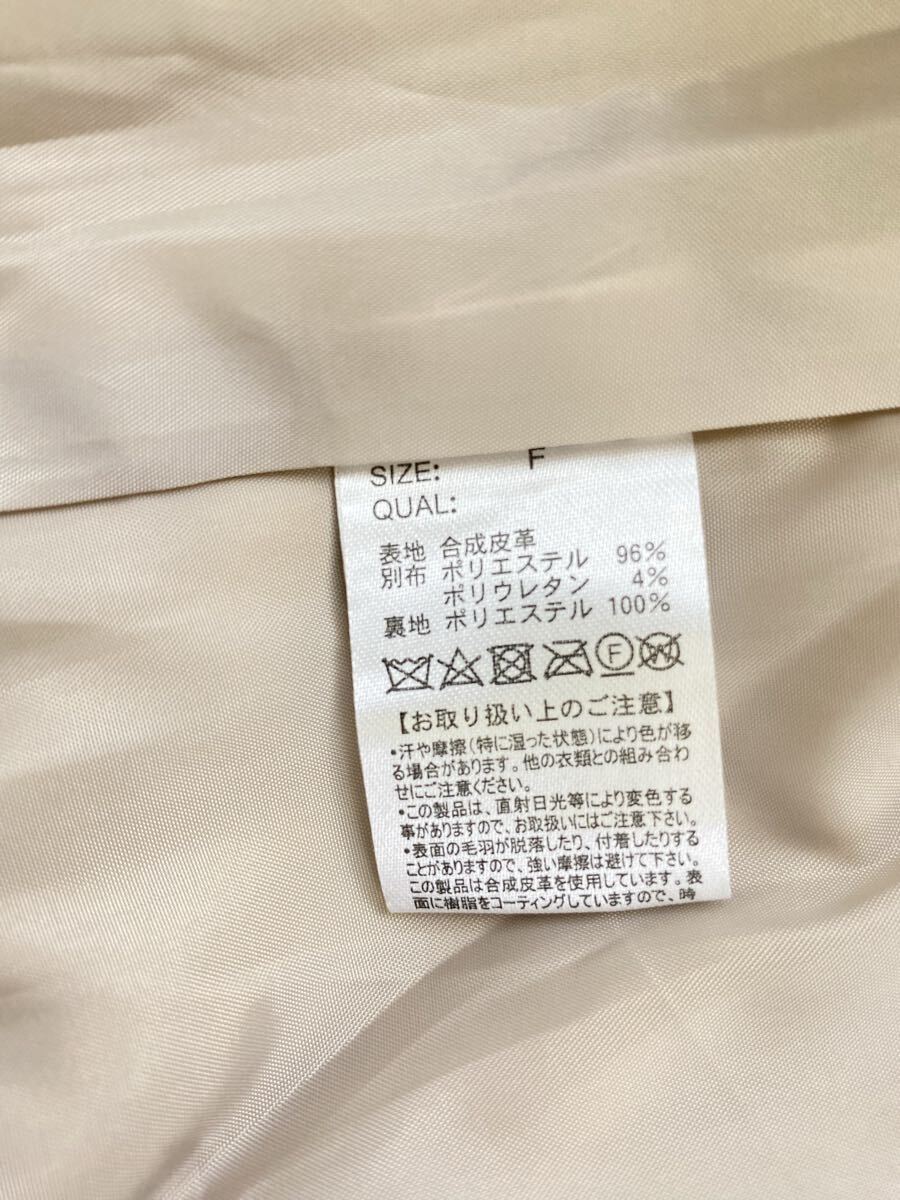 SIZE: F
QUAL:
表地 合成皮革
別布 ポリエステル 96%
ポリウレタン 4%
裏地 ポリエステル 100%
F W
【お取り扱い上のご注意】
・汗や摩擦(特に湿った状態)により色が移
る場合があります。他の衣類との組み合わ
せにご注意ください。
・この製品は、直射日光等により変色する
事がありますので、お取扱いにはご注意下さい。
・表面の毛羽が脱落したり、付着したりする
ことがありますので、強い摩擦は避けて下さい。
この製品は合成皮革を使用しています。表
面に樹脂をコーティングしていますので、時